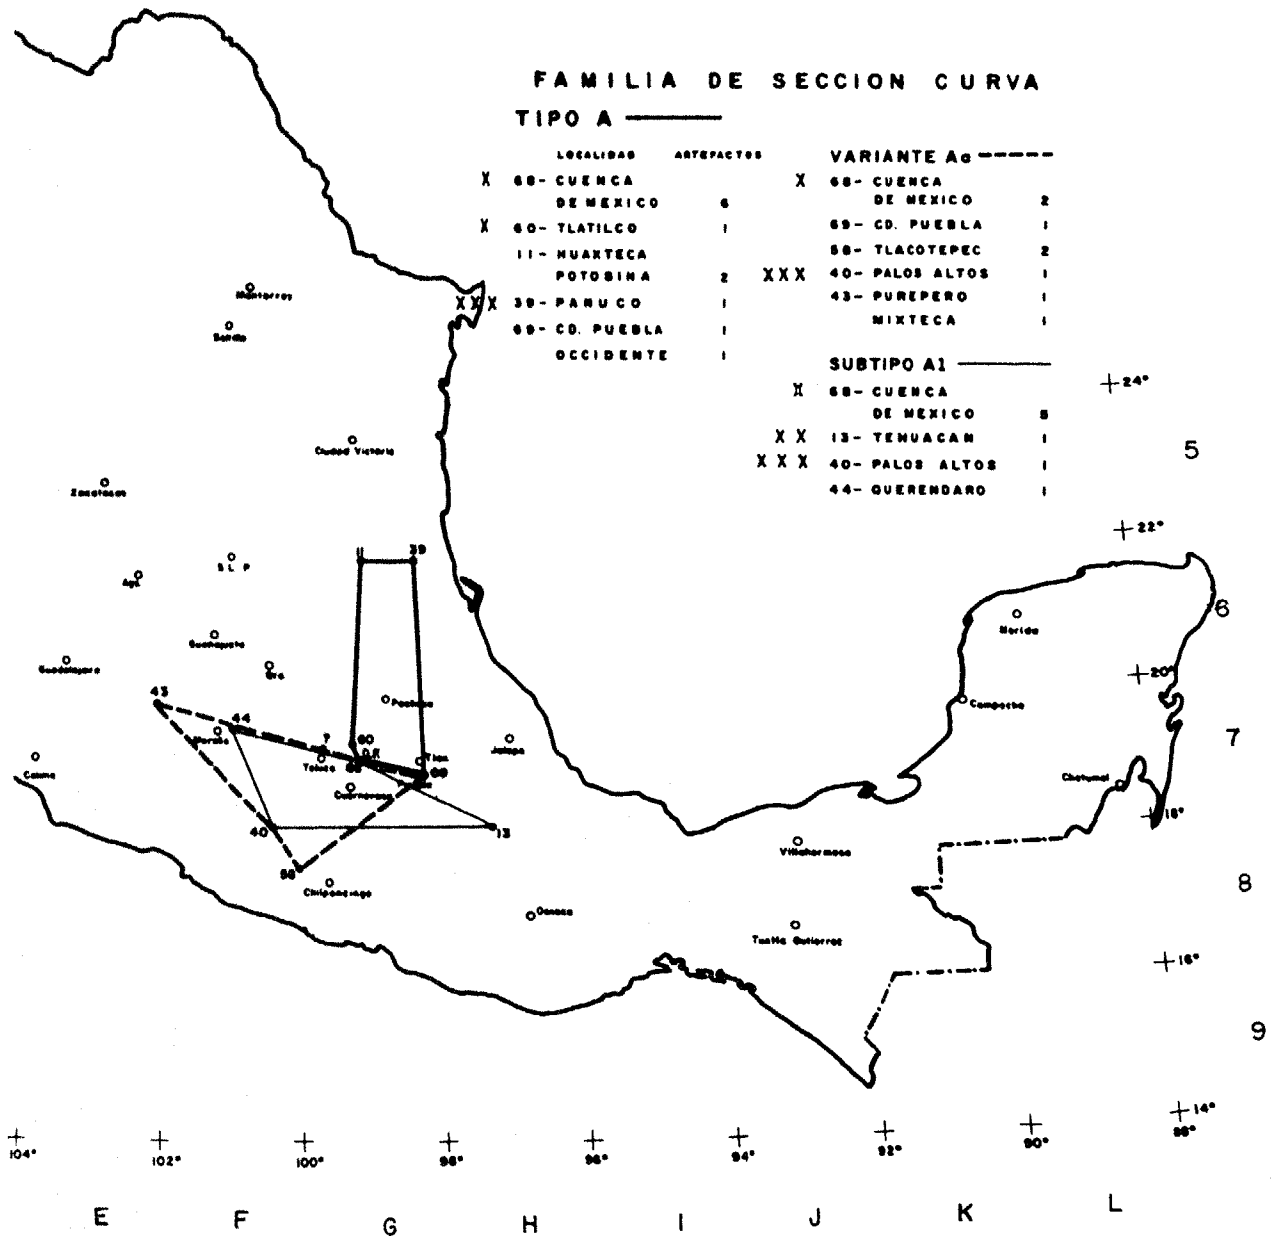 FAMILIA DE SECCION CURVA
TIPO A
LOCALIDAD ARTEFACTOS
X 68- CUENCA
DE MEXICO 6
X 60- TLATILCO 1
11- HUAXTECA
POTOSINA 2
XXX 39- PANUCO 1
69- CD. PUEBLA 1
OCCIDENTE 1
VARIANTE Aa
X 68- CUENCA
DE MEXICO 2
69- CD. PUEBLA 1
58- TLACOTEPEC 2
XXX 40- PALOS ALTOS 1
43- PUREPERO 1
MIXTECA 1
SUBTIPO A1
X 68- CUENCA
DE MEXICO 5
XX 13- TEHUACAN 1
XXX 40- PALOS ALTOS 1
44- QUERENDARO 1
Monterrey
Saltillo
Ciudad Victoria
Zacatecas
S L P
Ags.
Guanajuato
Guadalajara
Qro
Pachuca
Morelia
Toluca
D.F.
Tlax.
Jalapa
Colima
Cuernavaca
Chilpancingo
Oaxaca
Villahermosa
Tuxtla Gutierrez
Merida
Campeche
Chetumal
11
39
43
44
60
68
69
40
13
58
24°
22°
20°
18°
16°
14°
5
6
7
8
9
104°
102°
100°
98°
96°
94°
92°
90°
88°
E F G H I J K L